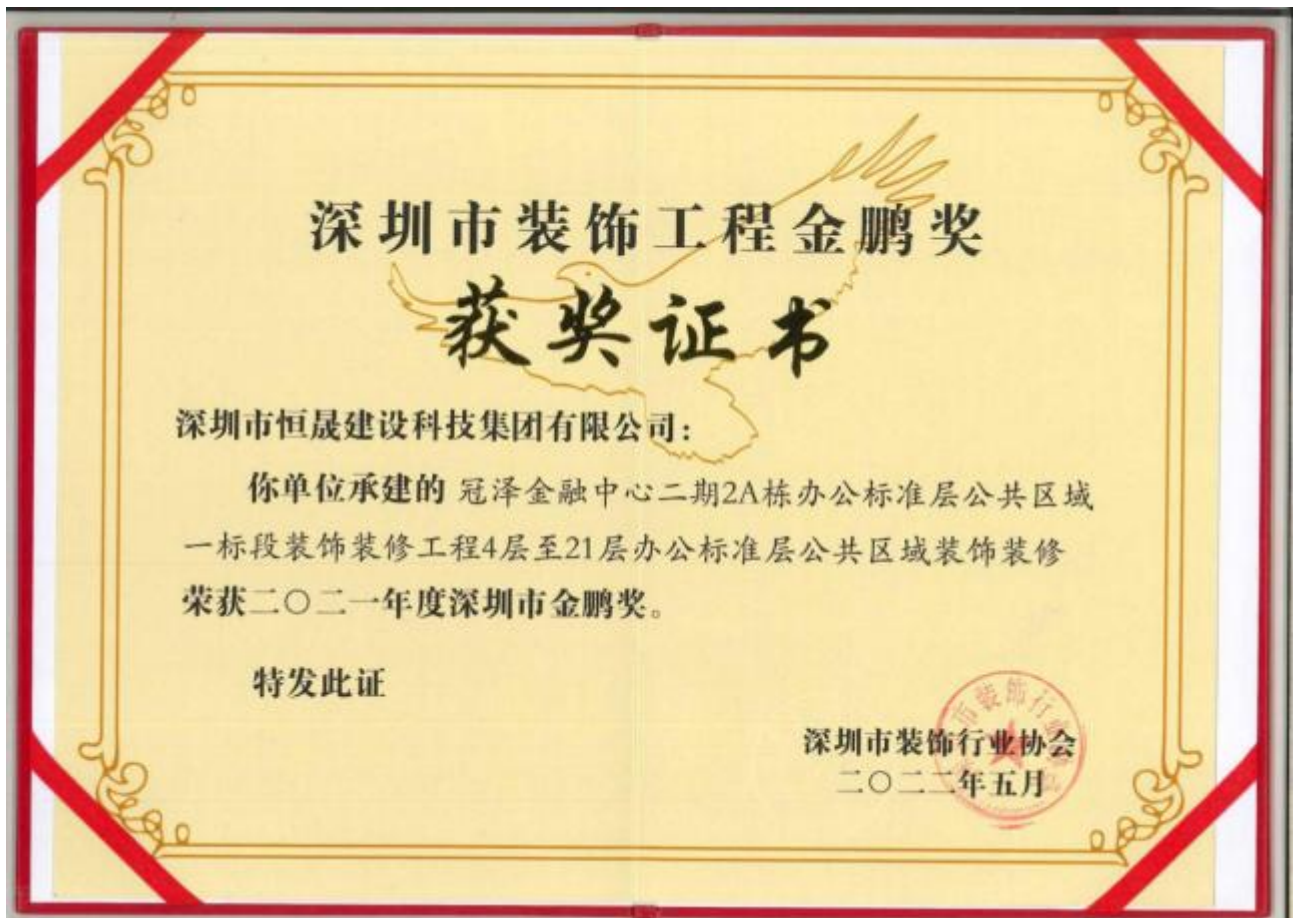 深圳市装饰工程金鹏奖
获奖证书
深圳市恒晟建设科技集团有限公司：
你单位承建的 冠泽金融中心二期2A栋办公标准层公共区域
一标段装饰装修工程4层至21层办公标准层公共区域装饰装修
荣获二〇二一年度深圳市金鹏奖。
特发此证
深圳市装饰行业协会
二〇二二年五月